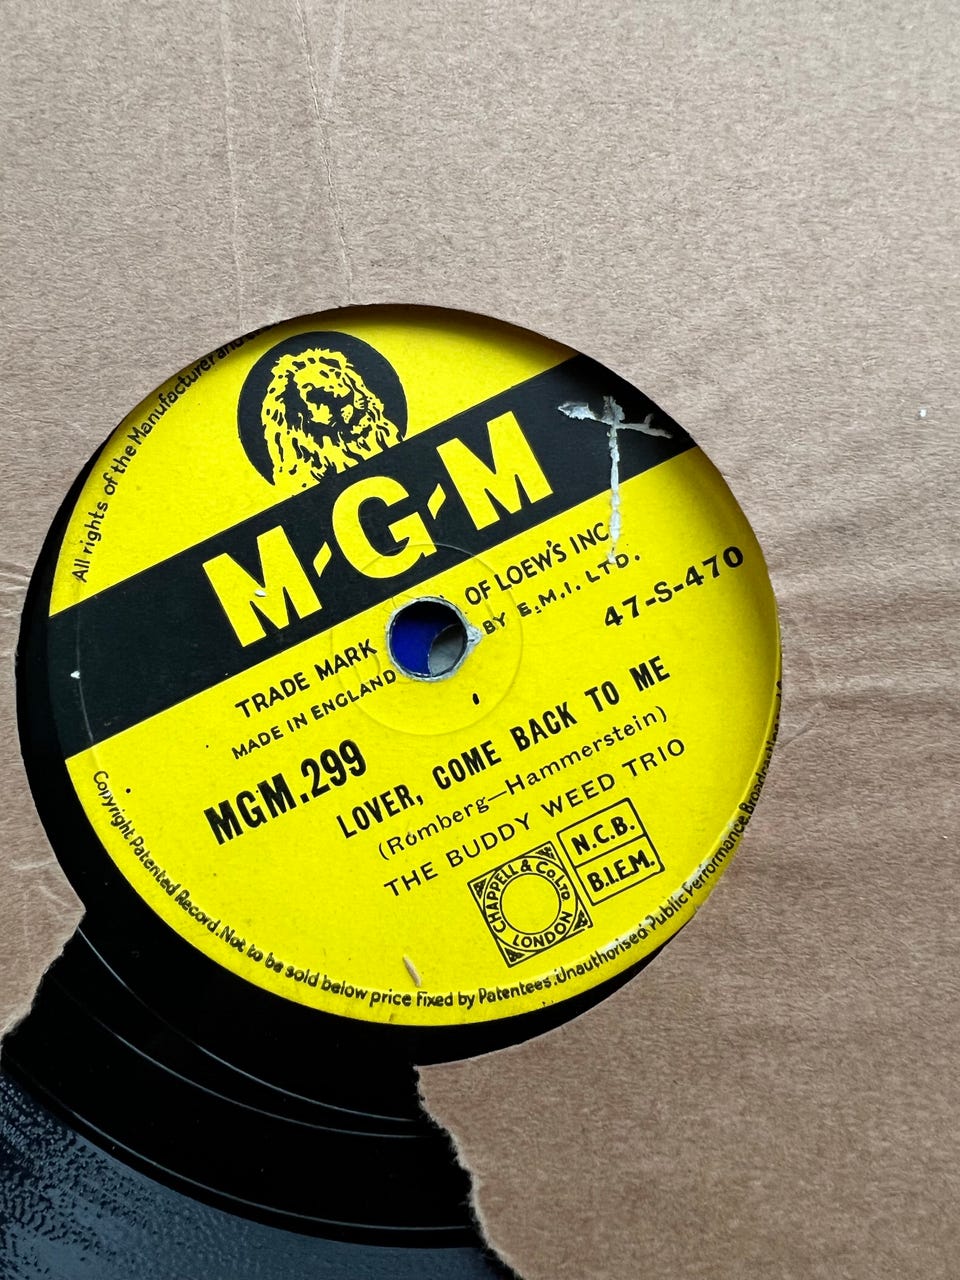 All rights of the Manufacturer and
M-G-M
TRADE MARK OF LOEW'S INC.
MADE IN ENGLAND BY E.M.I. LTD.
47-S-470
MGM.299
LOVER, COME BACK TO ME
(Romberg—Hammerstein)
THE BUDDY WEED TRIO
CHAPPELL & Co LTD
LONDON
N.C.B.
B.I.E.M.
Copyright Patented Record. Not to be sold below price fixed by Patentees. Unauthorised Public Performance, Broadcasting